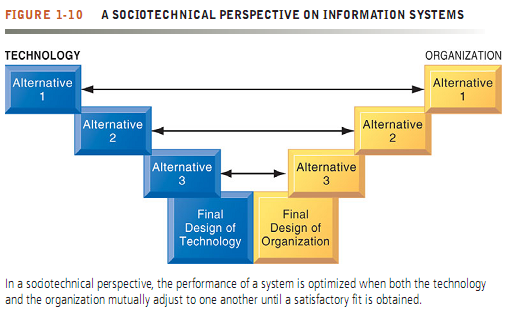 FIGURE 1-10 A SOCIOTECHNICAL PERSPECTIVE ON INFORMATION SYSTEMS
TECHNOLOGY ORGANIZATION
Alternative Alternative
1 1
Alternative Alternative
2 2
Alternative Alternative
3 3
Final Final
Design of Design of
Technology Organization
In a sociotechnical perspective, the performance of a system is optimized when both the technology
and the organization mutually adjust to one another until a satisfactory fit is obtained.